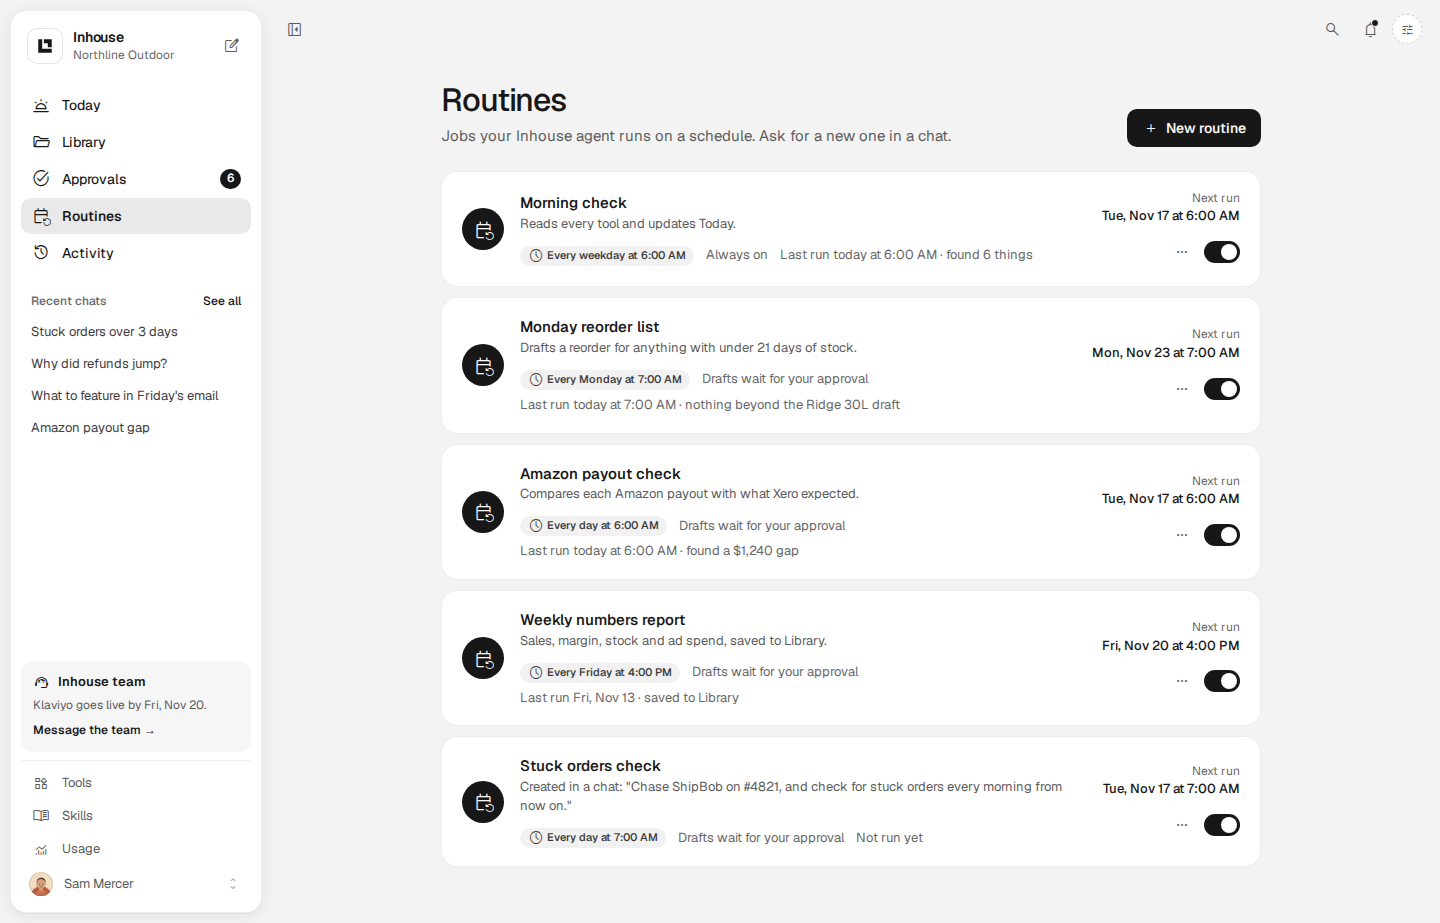 Inhouse
Northline Outdoor
Today
Library
Approvals
6
Routines
Activity
Recent chats
See all
Stuck orders over 3 days
Why did refunds jump?
What to feature in Friday's email
Amazon payout gap
Inhouse team
Klaviyo goes live by Fri, Nov 20.
Message the team →
Tools
Skills
Usage
Sam Mercer
Routines
Jobs your Inhouse agent runs on a schedule. Ask for a new one in a chat.
+ New routine
Morning check
Reads every tool and updates Today.
Every weekday at 6:00 AM
Always on
Last run today at 6:00 AM · found 6 things
Next run
Tue, Nov 17 at 6:00 AM
Monday reorder list
Drafts a reorder for anything with under 21 days of stock.
Every Monday at 7:00 AM
Drafts wait for your approval
Last run today at 7:00 AM · nothing beyond the Ridge 30L draft
Next run
Mon, Nov 23 at 7:00 AM
Amazon payout check
Compares each Amazon payout with what Xero expected.
Every day at 6:00 AM
Drafts wait for your approval
Last run today at 6:00 AM · found a $1,240 gap
Next run
Tue, Nov 17 at 6:00 AM
Weekly numbers report
Sales, margin, stock and ad spend, saved to Library.
Every Friday at 4:00 PM
Drafts wait for your approval
Last run Fri, Nov 13 · saved to Library
Next run
Fri, Nov 20 at 4:00 PM
Stuck orders check
Created in a chat: "Chase ShipBob on #4821, and check for stuck orders every morning from
now on."
Every day at 7:00 AM
Drafts wait for your approval
Not run yet
Next run
Tue, Nov 17 at 7:00 AM